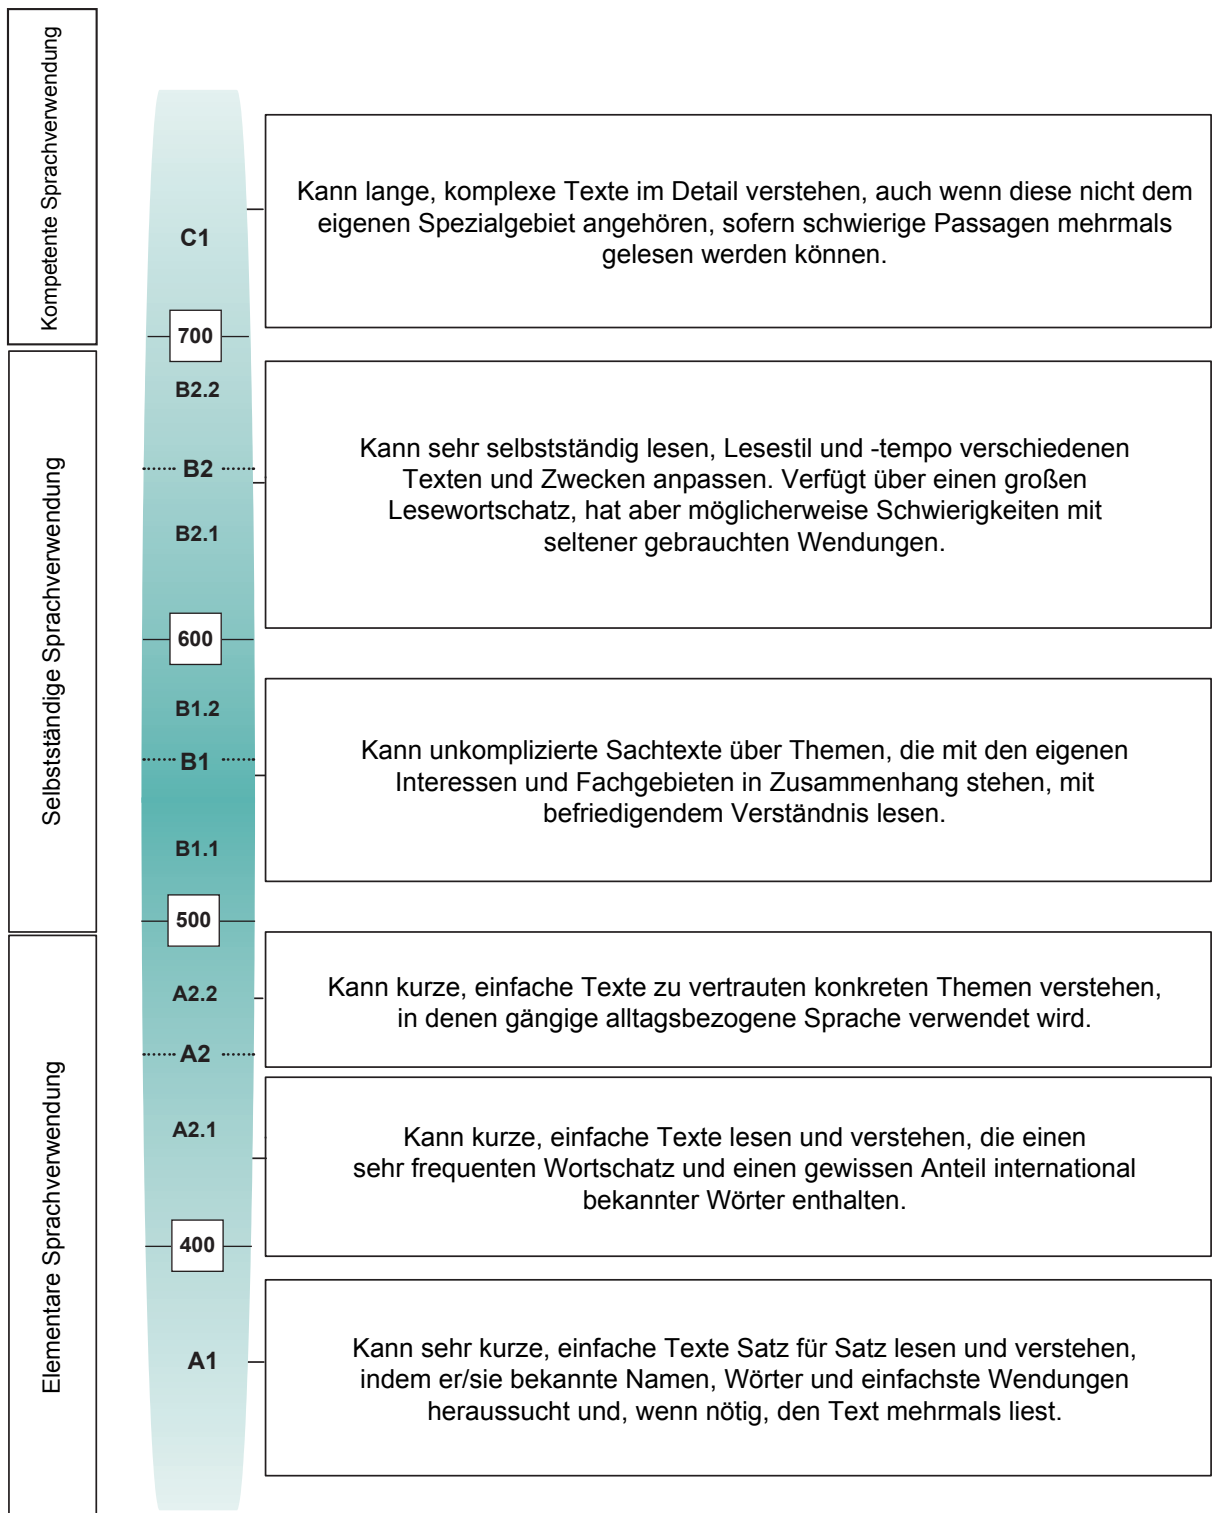 Kompetente Sprachverwendung
C1
Kann lange, komplexe Texte im Detail verstehen, auch wenn diese nicht dem
eigenen Spezialgebiet angehören, sofern schwierige Passagen mehrmals
gelesen werden können.
700
Selbstständige Sprachverwendung
B2.2
B2
B2.1
Kann sehr selbstständig lesen, Lesestil und -tempo verschiedenen
Texten und Zwecken anpassen. Verfügt über einen großen
Lesewortschatz, hat aber möglicherweise Schwierigkeiten mit
seltener gebrauchten Wendungen.
600
B1.2
B1
B1.1
Kann unkomplizierte Sachtexte über Themen, die mit den eigenen
Interessen und Fachgebieten in Zusammenhang stehen, mit
befriedigendem Verständnis lesen.
500
Elementare Sprachverwendung
A2.2
Kann kurze, einfache Texte zu vertrauten konkreten Themen verstehen,
in denen gängige alltagsbezogene Sprache verwendet wird.
A2
A2.1
Kann kurze, einfache Texte lesen und verstehen, die einen
sehr frequenten Wortschatz und einen gewissen Anteil international
bekannter Wörter enthalten.
400
A1
Kann sehr kurze, einfache Texte Satz für Satz lesen und verstehen,
indem er/sie bekannte Namen, Wörter und einfachste Wendungen
heraussucht und, wenn nötig, den Text mehrmals liest.